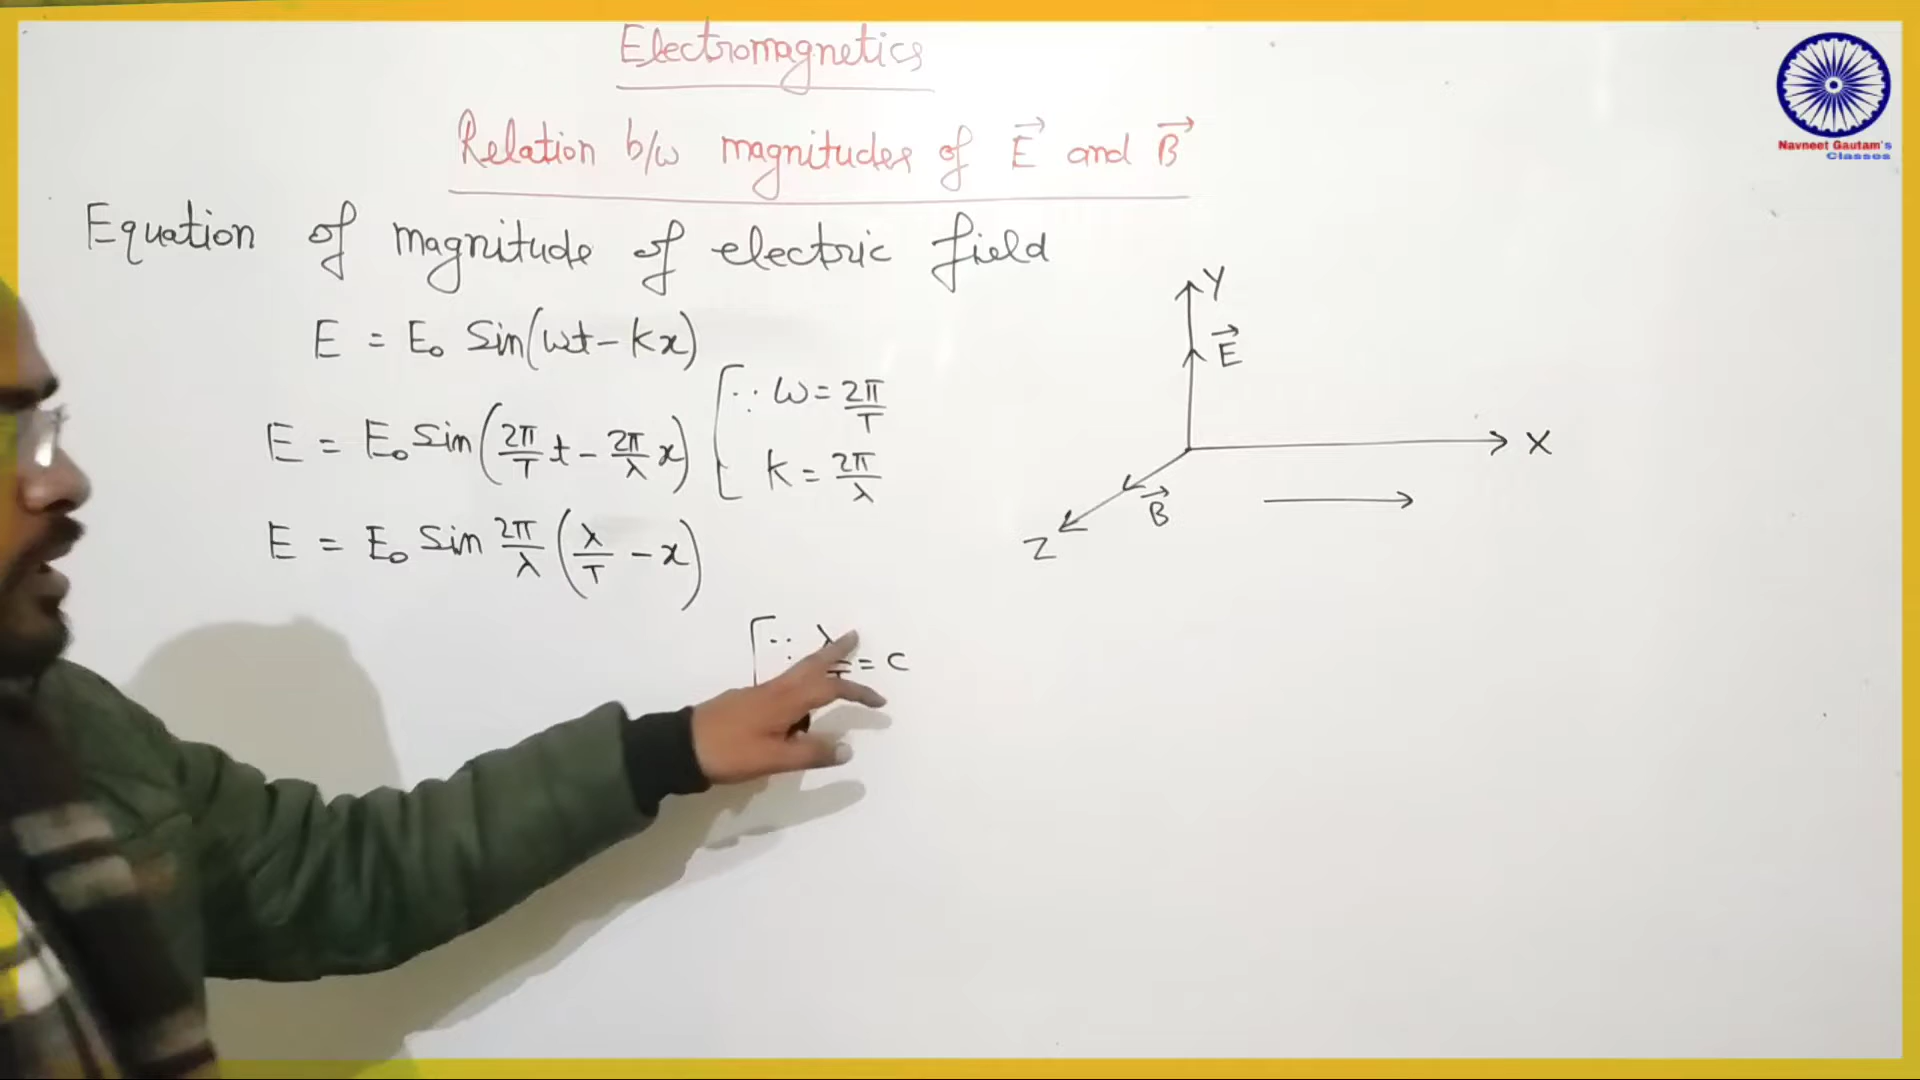 Electromagnetics
Relation b/w magnitudes of E⃗ and B⃗
Equation of magnitude of electric field
E = E₀ Sin(ωt − kx)
[∵ ω = 2π/T
E = E₀ Sin(2π/T t − 2π/λ x)
k = 2π/λ
E = E₀ Sin 2π/λ (λ/T − x)
[∵ λ/T = c
Y
E⃗
X
B⃗
Z
Navneet Gautam's
Classes